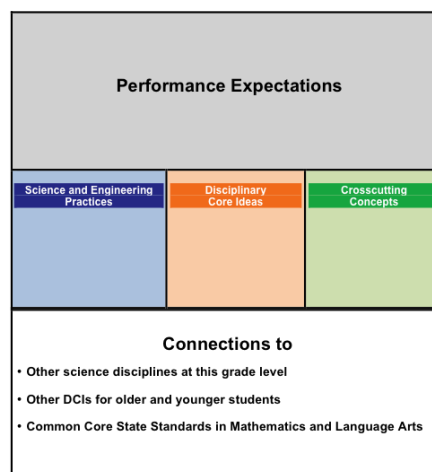 Performance Expectations
Science and Engineering
Practices
Disciplinary
Core Ideas
Crosscutting
Concepts
Connections to
• Other science disciplines at this grade level
• Other DCIs for older and younger students
• Common Core State Standards in Mathematics and Language Arts